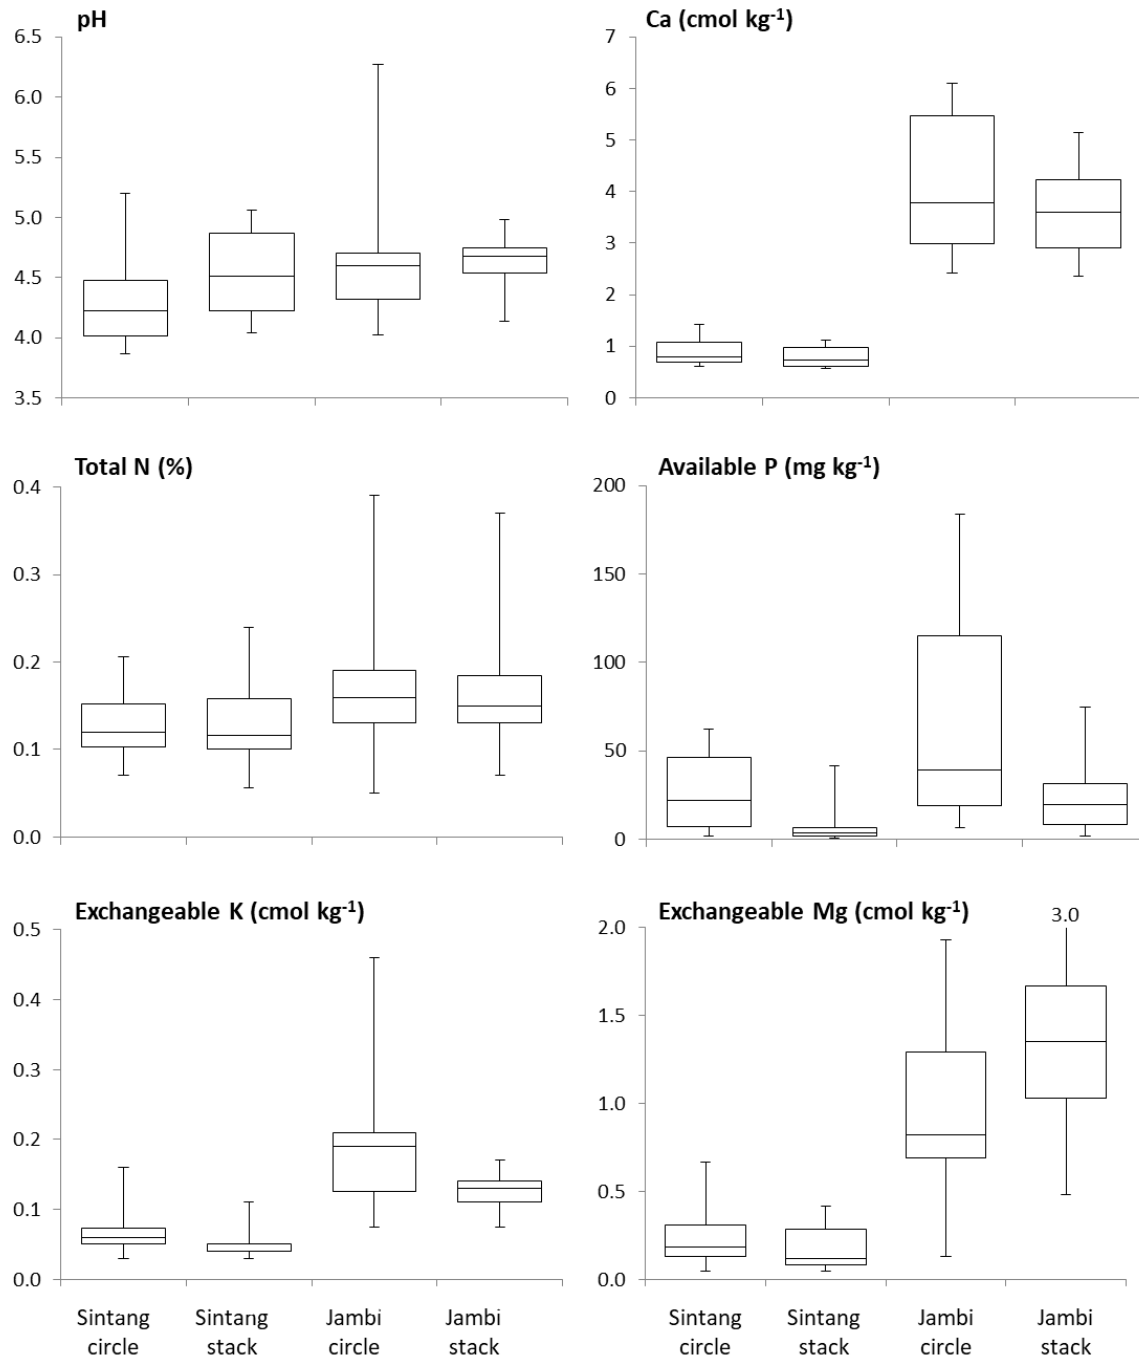 pH
6.5
6.0
5.5
5.0
4.5
4.0
3.5
Ca (cmol kg⁻¹)
7
6
5
4
3
2
1
0
Total N (%)
0.4
0.3
0.2
0.1
0.0
Available P (mg kg⁻¹)
200
150
100
50
0
Exchangeable K (cmol kg⁻¹)
0.5
0.4
0.3
0.2
0.1
0.0
Sintang circle
Sintang stack
Jambi circle
Jambi stack
Exchangeable Mg (cmol kg⁻¹)
3.0
2.0
1.5
1.0
0.5
0.0
Sintang circle
Sintang stack
Jambi circle
Jambi stack